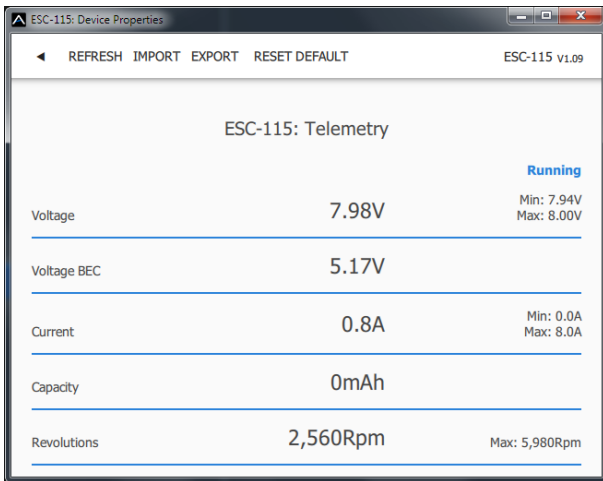 ESC-115: Device Properties
◄ REFRESH IMPORT EXPORT RESET DEFAULT ESC-115 V1.09
ESC-115: Telemetry
Running
Voltage 7.98V Min: 7.94V
Max: 8.00V
Voltage BEC 5.17V
Current 0.8A Min: 0.0A
Max: 8.0A
Capacity 0mAh
Revolutions 2,560Rpm Max: 5,980Rpm